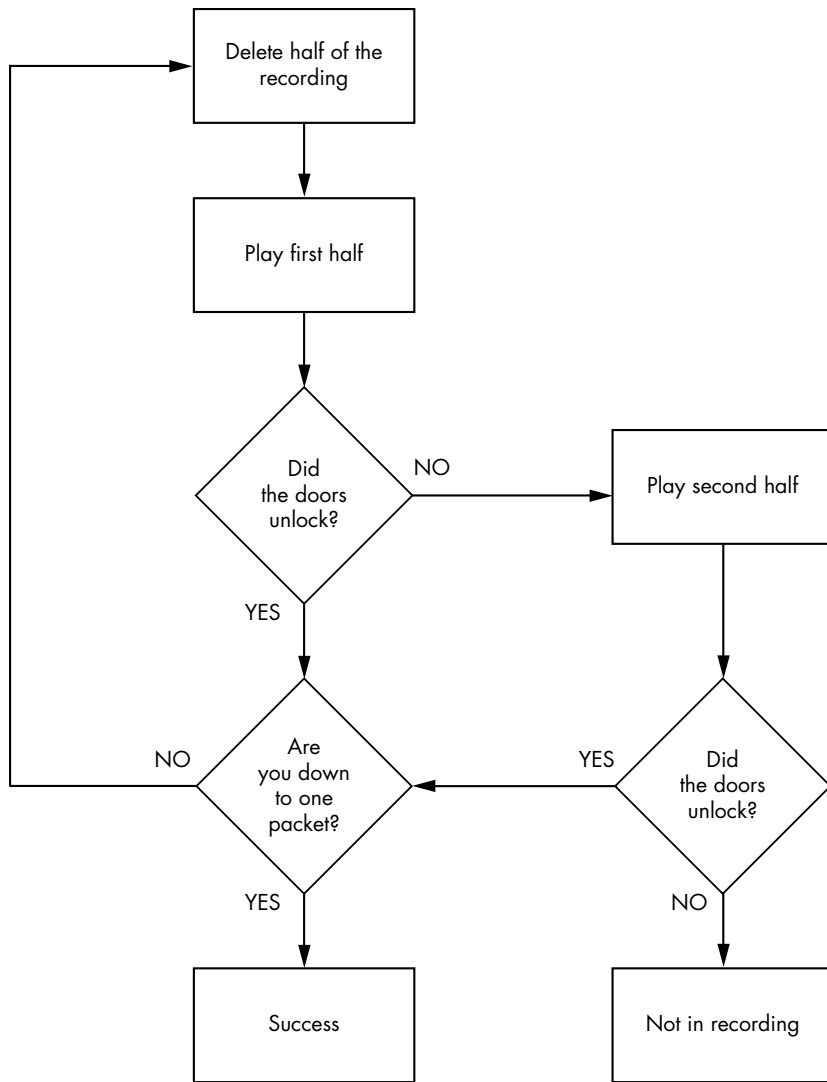 Delete half of the
recording
Play first half
Did
the doors
unlock?
NO
Play second half
YES
Are
you down
to one
packet?
NO
YES
Did
the doors
unlock?
YES
NO
Success
Not in recording